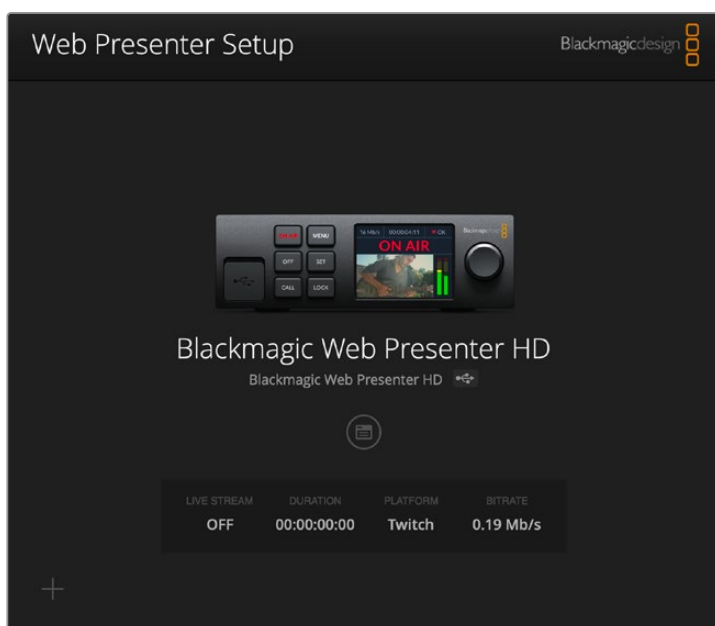 Web Presenter Setup
Blackmagicdesign
ON AIR MENU
OFF SET
CALL LOCK
OK
ON AIR
Blackmagic Web Presenter HD
Blackmagic Web Presenter HD
LIVE STREAM DURATION PLATFORM BITRATE
OFF 00:00:00:00 Twitch 0.19 Mb/s